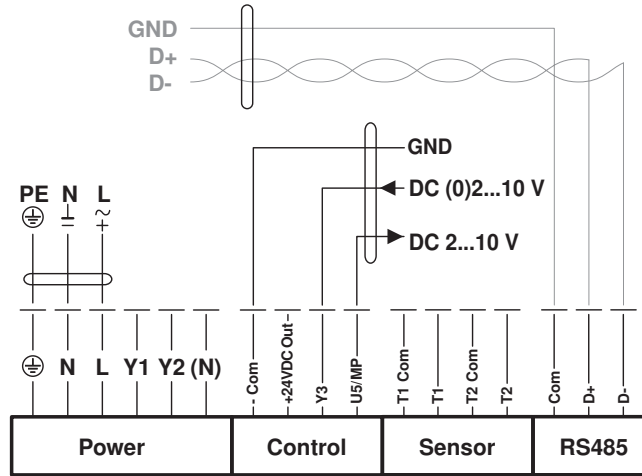 GND
D+
D-
GND
DC (0)2...10 V
DC 2...10 V
PE N L
N L Y1 Y2 (N)
- Com
+24VDC Out
Y3
U5/MP
T1 Com
T1
T2 Com
T2
Com
D+
D-
Power Control Sensor RS485